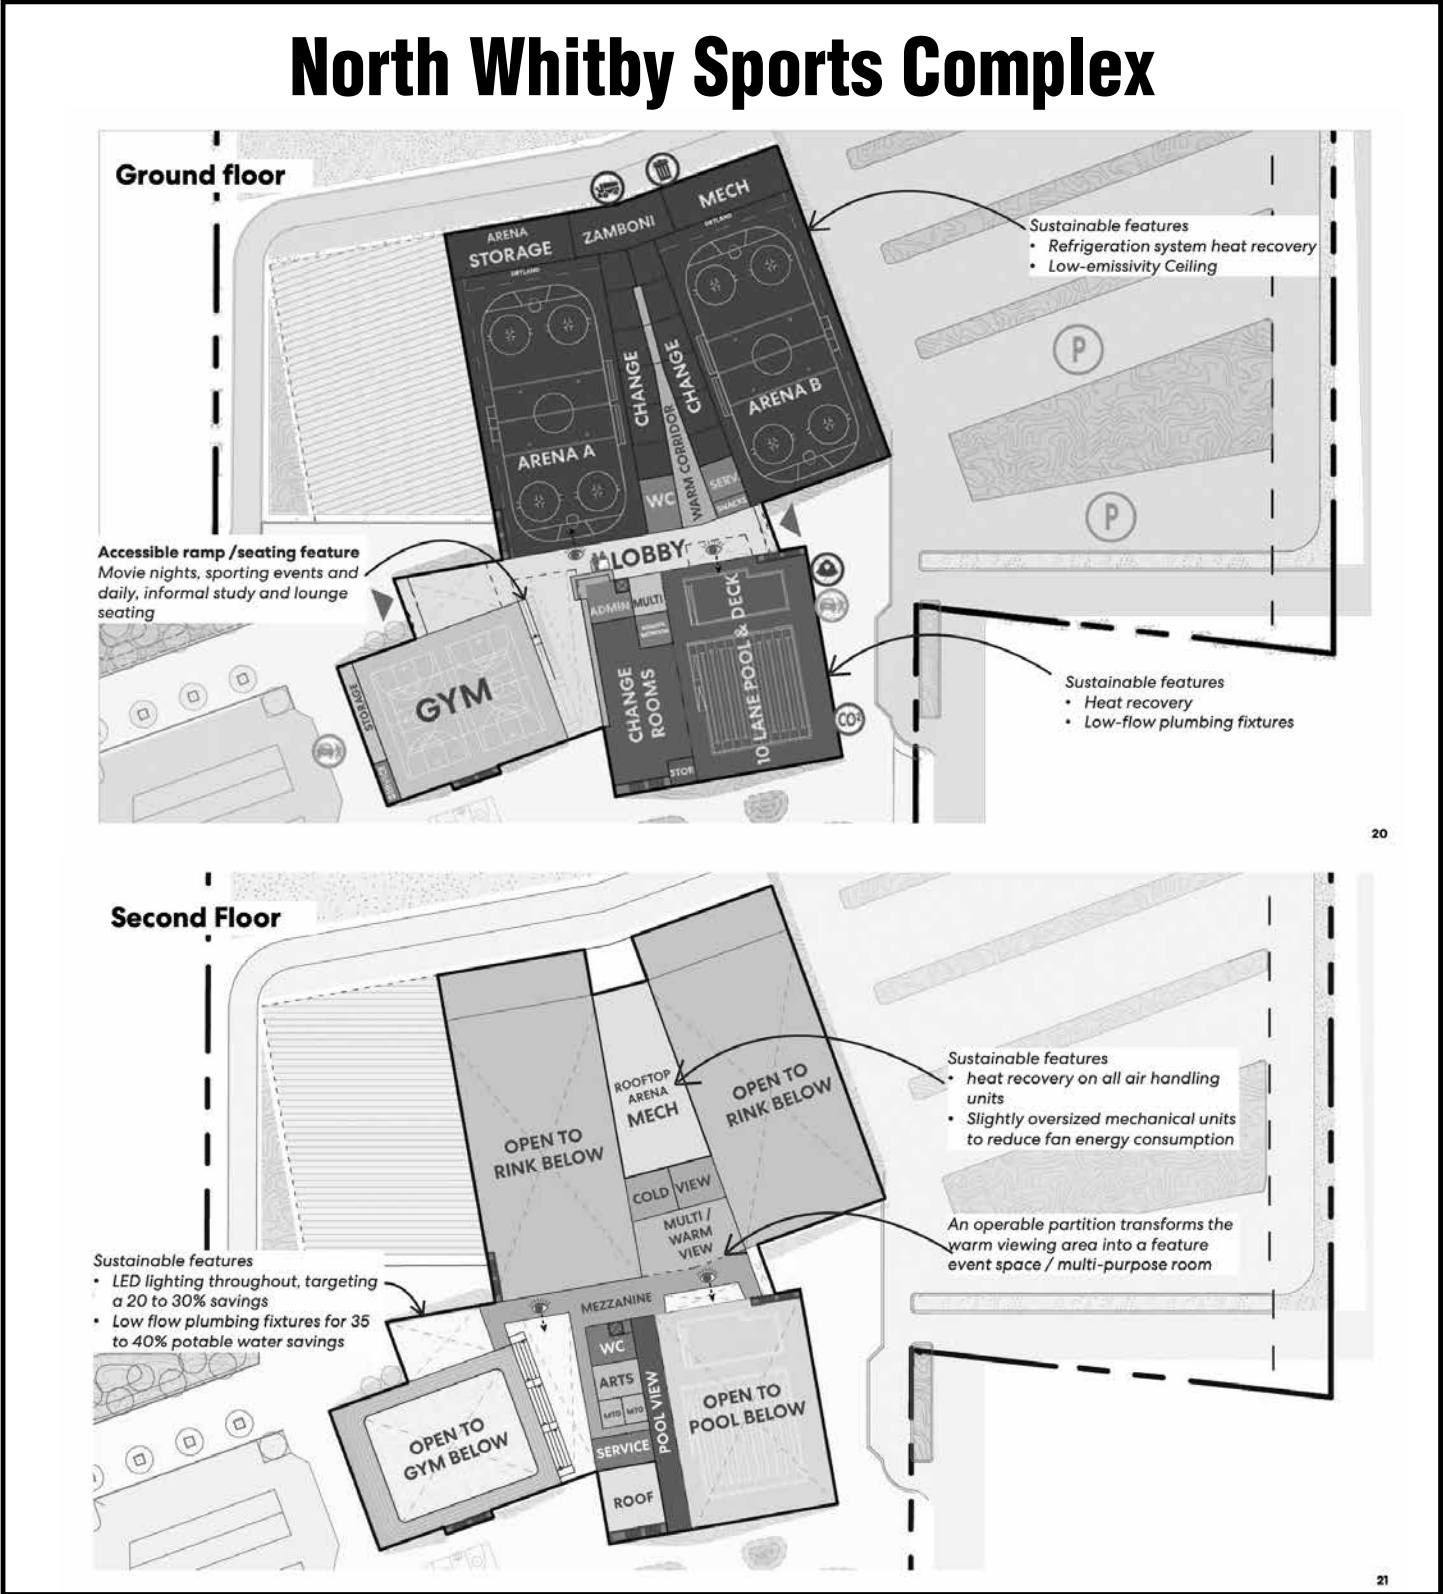 North Whitby Sports Complex
Ground floor
ARENA
STORAGE
ZAMBONI
MECH
Sustainable features
• Refrigeration system heat recovery
• Low-emissivity Ceiling
P
CHANGE
CHANGE
ARENA B
ARENA A
WARM CORRIDOR
WC
SERV
SNACKS
P
LOBBY
Accessible ramp /seating feature
Movie nights, sporting events and
daily, informal study and lounge
seating
ADMIN
MULTI
GYM
STORAGE
CHANGE
ROOMS
10 LANE POOL & DECK
STOR
CO²
Sustainable features
• Heat recovery
• Low-flow plumbing fixtures
20
Second Floor
ROOFTOP
ARENA
MECH
OPEN TO
RINK BELOW
OPEN TO
RINK BELOW
Sustainable features
• heat recovery on all air handling
units
• Slightly oversized mechanical units
to reduce fan energy consumption
COLD VIEW
MULTI /
WARM
VIEW
An operable partition transforms the
warm viewing area into a feature
event space / multi-purpose room
Sustainable features
• LED lighting throughout, targeting
a 20 to 30% savings
• Low flow plumbing fixtures for 35
to 40% potable water savings
MEZZANINE
WC
ARTS
MTG MTG
POOL VIEW
OPEN TO
POOL BELOW
OPEN TO
GYM BELOW
SERVICE
ROOF
21